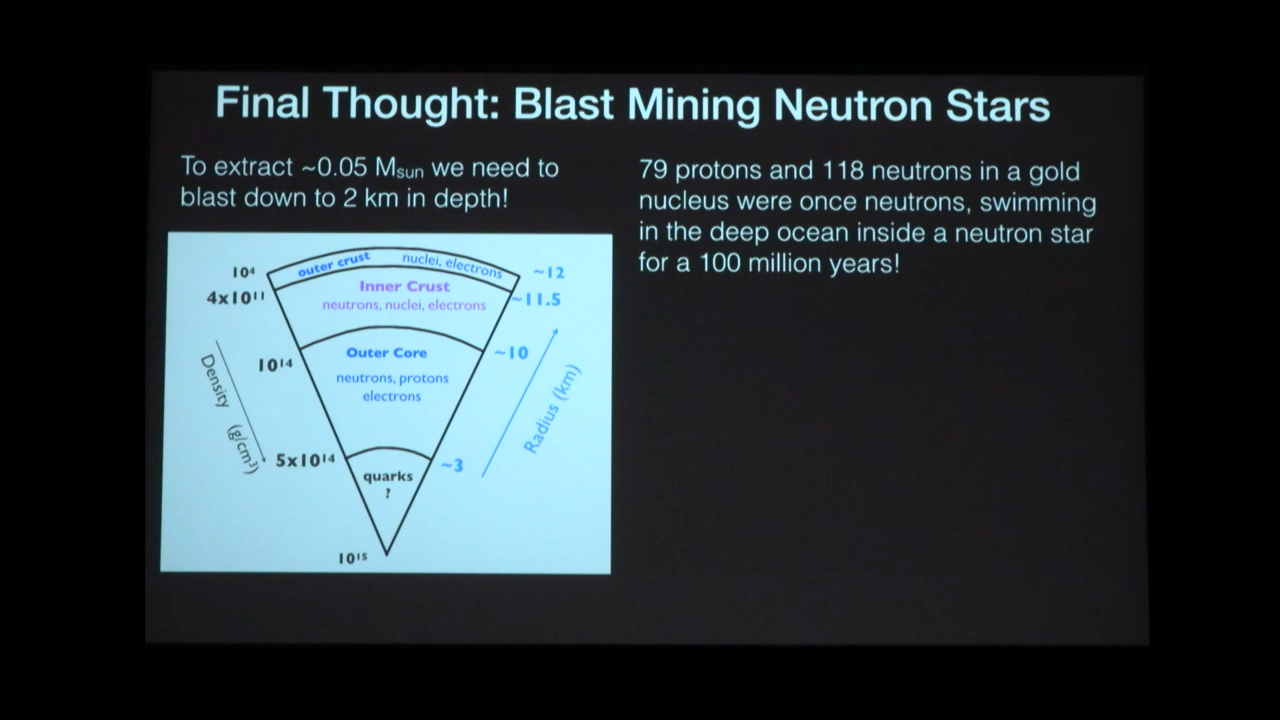 Final Thought: Blast Mining Neutron Stars
To extract ~0.05 Msun we need to
blast down to 2 km in depth!
79 protons and 118 neutrons in a gold
nucleus were once neutrons, swimming
in the deep ocean inside a neutron star
for a 100 million years!
10⁴
outer crust
nuclei, electrons
~12
4x10¹¹
Inner Crust
neutrons, nuclei, electrons
~11.5
10¹⁴
Outer Core
neutrons, protons
electrons
~10
Density (g/cm³)
Radius (km)
5x10¹⁴
quarks
?
~3
10¹⁵